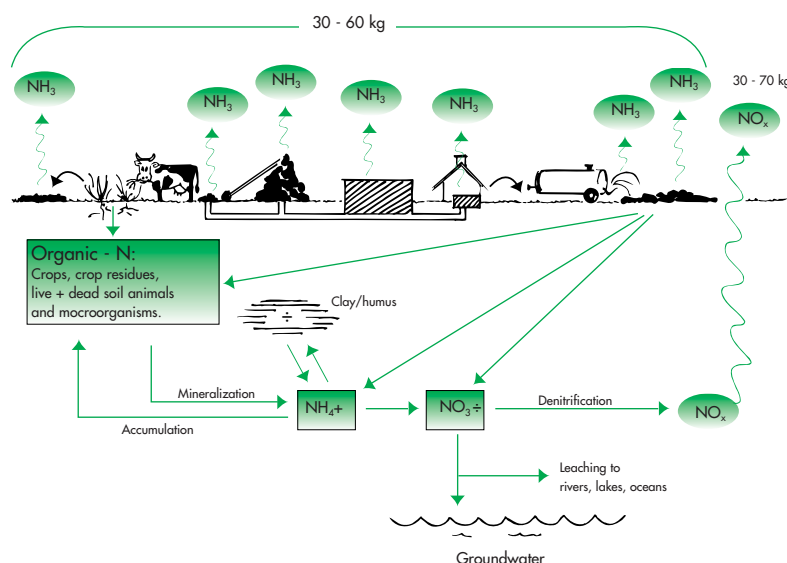 30 - 60 kg
NH₃
NH₃
NH₃
NH₃
NH₃
NH₃
NH₃
30 - 70 kg
NOₓ
Organic - N:
Crops, crop residues,
live + dead soil animals
and mocroorganisms.
Clay/humus
÷
Mineralization
Accumulation
NH₄+
NO₃÷
Denitrification
NOₓ
Leaching to
rivers, lakes, oceans
Groundwater